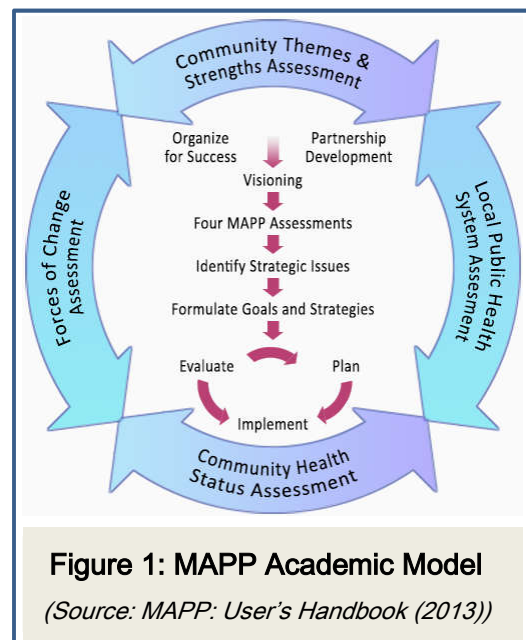 Community Themes &
Strengths Assessment
Organize
for Success
Partnership
Development
Visioning
Four MAPP Assessments
Identify Strategic Issues
Formulate Goals and Strategies
Evaluate
Plan
Implement
Forces of Change
Assessment
Local Public Health
System Assesment
Community Health
Status Assessment
Figure 1: MAPP Academic Model
(Source: MAPP: User's Handbook (2013))